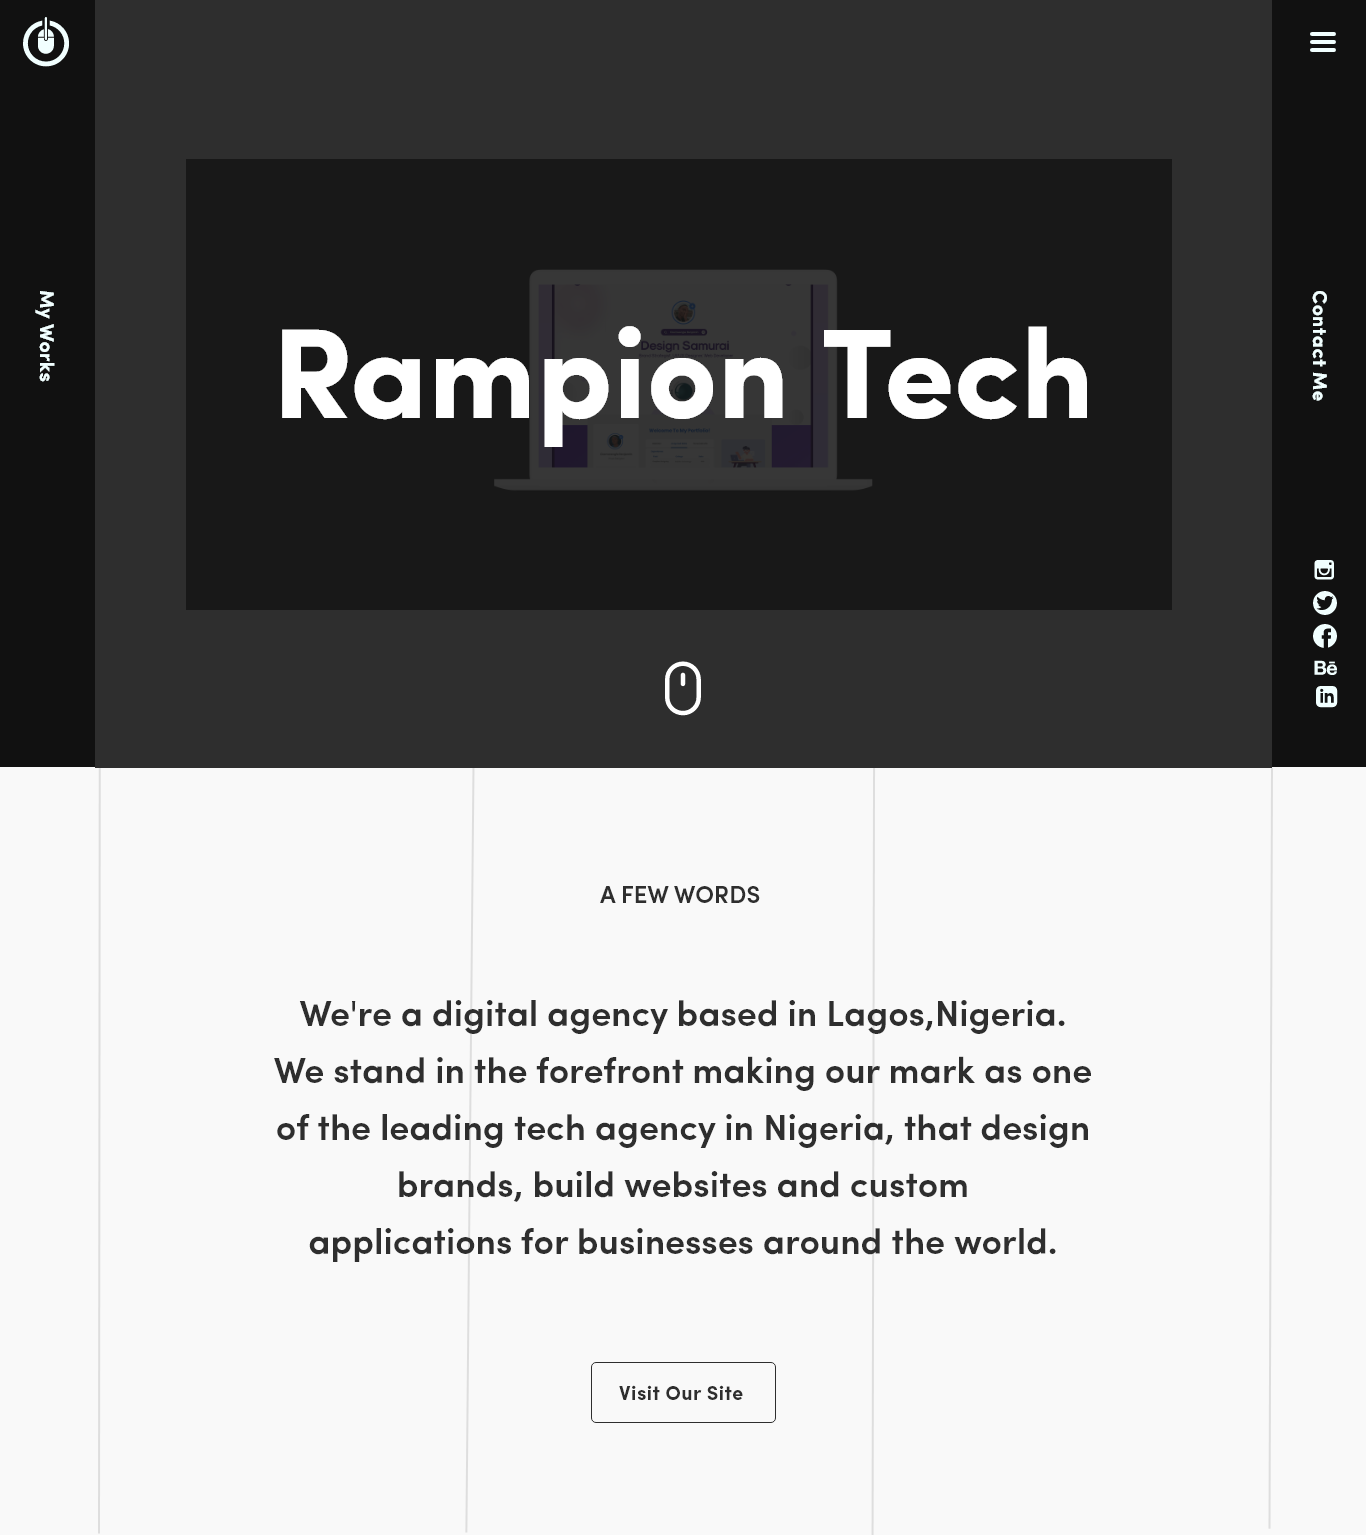 My Works
Contact Me
Design Samurai
Rampion Tech
Bē
in
A FEW WORDS
We're a digital agency based in Lagos,Nigeria.
We stand in the forefront making our mark as one
of the leading tech agency in Nigeria, that design
brands, build websites and custom
applications for businesses around the world.
Visit Our Site